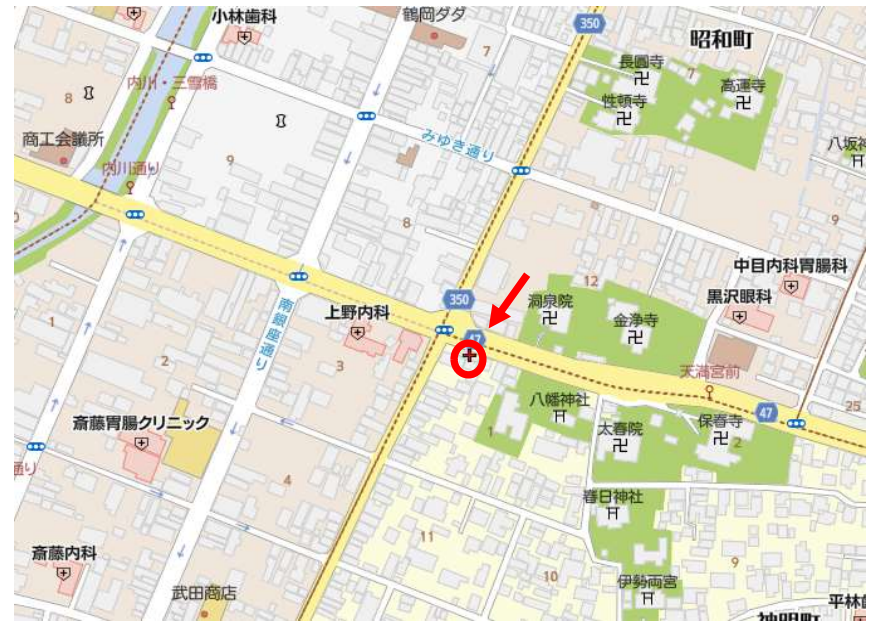 小林歯科
鶴岡ダダ
350
昭和町
7
長圓寺
7
高運寺
内川・三雪橋
8
性頓寺
商工会議所
みゆき通り
八坂神
内川通り
9
8
9
12
中目内科胃腸科
350
洞泉院
黒沢眼科
上野内科
金浄寺
南銀座通り
1
47
2
3
天満宮前
八幡神社
47
25
斎藤胃腸クリニック
太春院
保春寺
1
2
通り
4
春日神社
11
斎藤内科
10
9
伊勢両宮
武田商店
平林歯
神明町